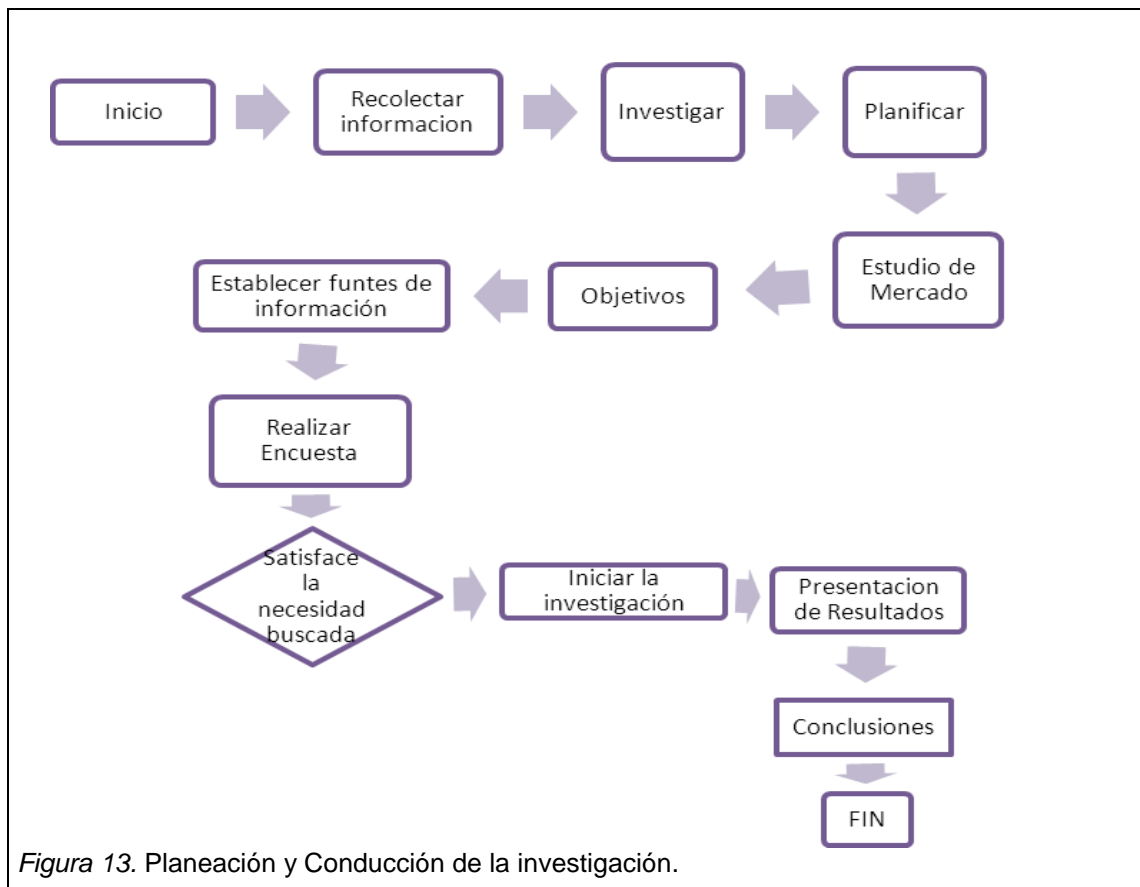 Inicio
Recolectar
informacion
Investigar
Planificar
Estudio de
Mercado
Objetivos
Establecer funtes de
información
Realizar
Encuesta
Satisface
la
necesidad
buscada
Iniciar la
investigación
Presentacion
de Resultados
Conclusiones
FIN
Figura 13. Planeación y Conducción de la investigación.